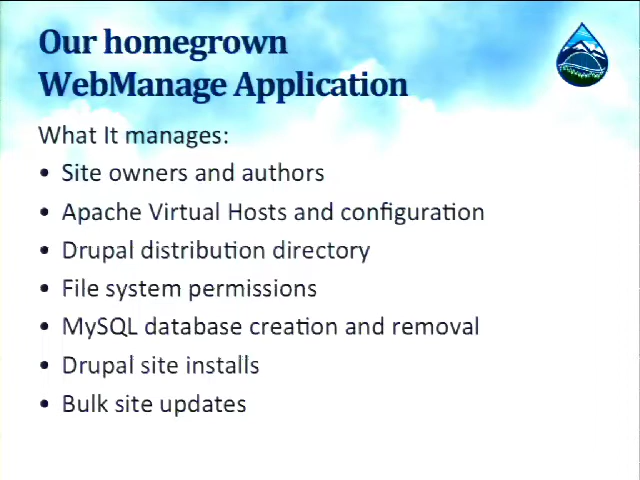 Our homegrown
WebManage Application
What It manages:
• Site owners and authors
• Apache Virtual Hosts and configuration
• Drupal distribution directory
• File system permissions
• MySQL database creation and removal
• Drupal site installs
• Bulk site updates